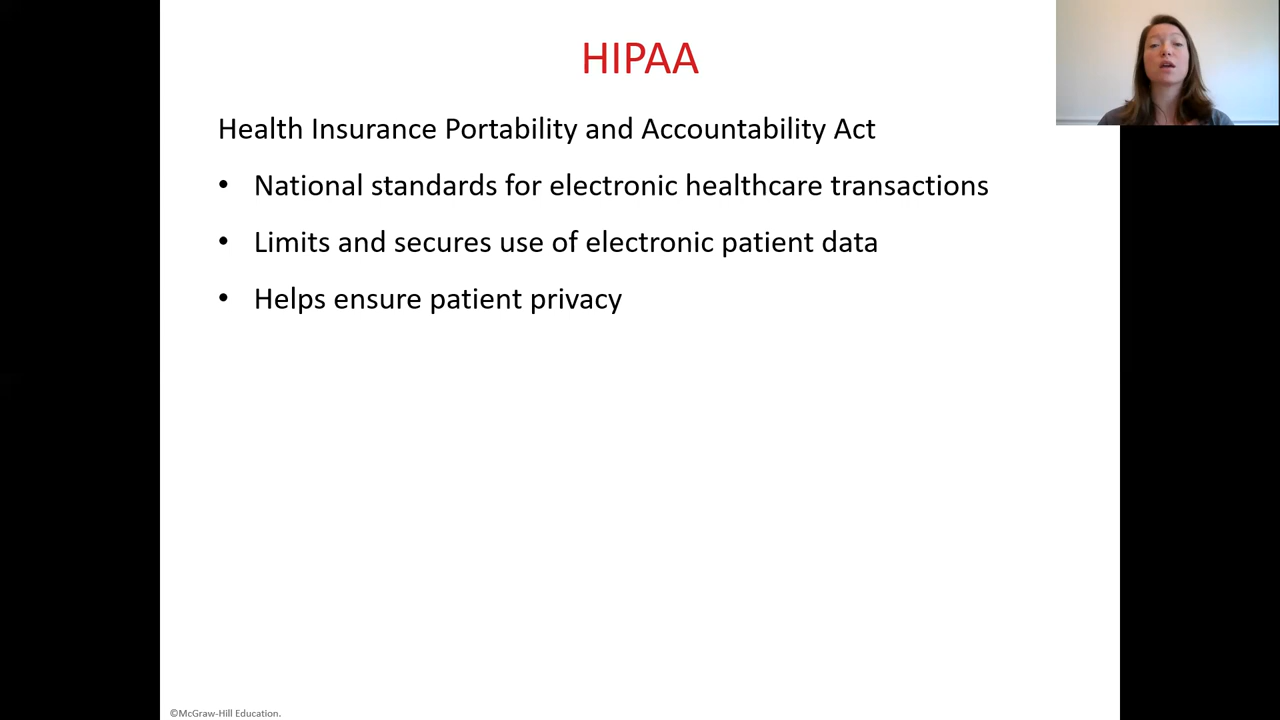 HIPAA
Health Insurance Portability and Accountability Act
• National standards for electronic healthcare transactions
• Limits and secures use of electronic patient data
• Helps ensure patient privacy
©McGraw-Hill Education.